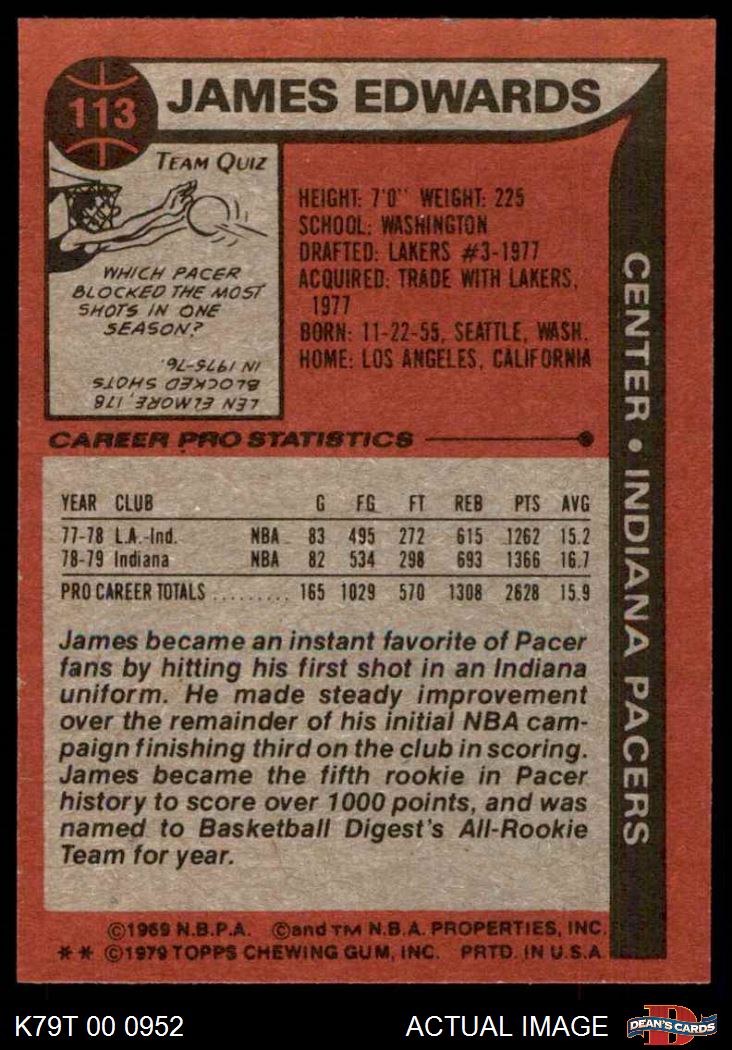 113
JAMES EDWARDS
TEAM QUIZ
WHICH PACER
BLOCKED THE MOST
SHOTS IN ONE
SEASON?
LEN ELMORE, 178
BLOCKED SHOTS
IN 1975-76.
HEIGHT: 7'0" WEIGHT: 225
SCHOOL: WASHINGTON
DRAFTED: LAKERS #3-1977
ACQUIRED: TRADE WITH LAKERS,
1977
BORN: 11-22-55, SEATTLE, WASH.
HOME: LOS ANGELES, CALIFORNIA
CENTER • INDIANA PACERS
CAREER PRO STATISTICS
YEAR CLUB G FG FT REB PTS AVG
77-78 L.A.-Ind. NBA 83 495 272 615 1262 15.2
78-79 Indiana NBA 82 534 298 693 1366 16.7
PRO CAREER TOTALS ......... 165 1029 570 1308 2628 15.9
James became an instant favorite of Pacer
fans by hitting his first shot in an Indiana
uniform. He made steady improvement
over the remainder of his initial NBA cam-
paign finishing third on the club in scoring.
James became the fifth rookie in Pacer
history to score over 1000 points, and was
named to Basketball Digest's All-Rookie
Team for year.
©1969 N.B.P.A. ©and TM N.B.A. PROPERTIES, INC.
** ©1979 TOPPS CHEWING GUM, INC. PRTD. IN U.S.A.
K79T 00 0952
ACTUAL IMAGE
D
DEAN'S CARDS